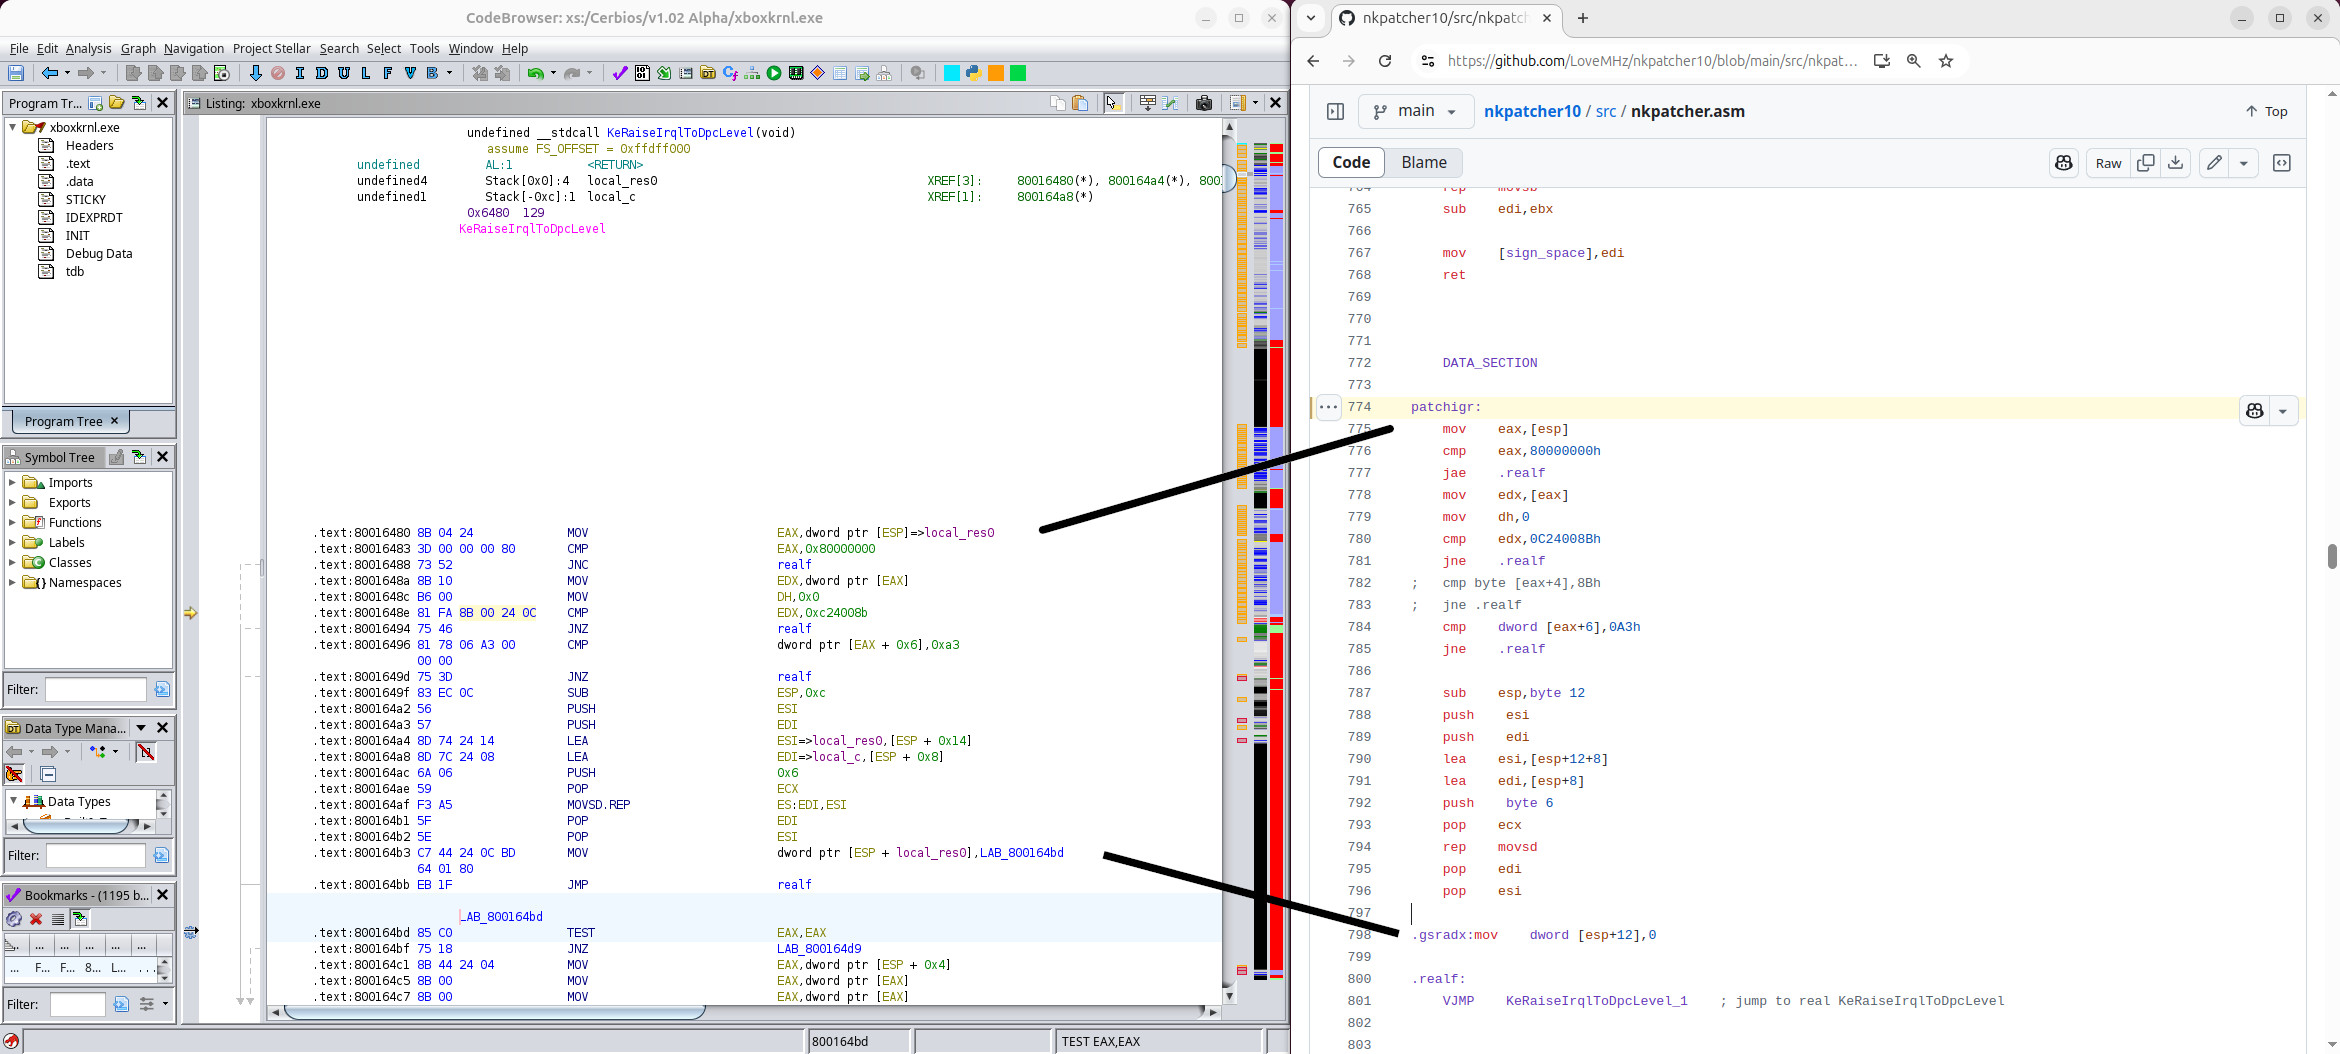 CodeBrowser: xs:/Cerbios/v1.02 Alpha/xboxkrnl.exe
File Edit Analysis Graph Navigation Project Stellar Search Select Tools Window Help
I D U L F V B
Program Tr...
xboxkrnl.exe
Headers
.text
.data
STICKY
IDEXPRDT
INIT
Debug Data
tdb
Program Tree
Symbol Tree
Imports
Exports
Functions
Labels
Classes
Namespaces
Filter:
Data Type Mana...
Data Types
Filter:
Bookmarks - (1195 b...
... ... ... ... ...
... F... F... 8... L... ...
Filter:
Listing: xboxkrnl.exe
undefined __stdcall KeRaiseIrqlToDpcLevel(void)
assume FS_OFFSET = 0xffdff000
undefined AL:1 <RETURN>
undefined4 Stack[0x0]:4 local_res0 XREF[3]: 80016480(*), 800164a4(*), 800
undefined1 Stack[-0xc]:1 local_c XREF[1]: 800164a8(*)
0x6480 129
KeRaiseIrqlToDpcLevel
.text:80016480 8B 04 24 MOV EAX,dword ptr [ESP]=>local_res0
.text:80016483 3D 00 00 00 80 CMP EAX,0x80000000
.text:80016488 73 52 JNC realf
.text:8001648a 8B 10 MOV EDX,dword ptr [EAX]
.text:8001648c B6 00 MOV DH,0x0
.text:8001648e 81 FA 8B 00 24 0C CMP EDX,0xc24008b
.text:80016494 75 46 JNZ realf
.text:80016496 81 78 06 A3 00 CMP dword ptr [EAX + 0x6],0xa3
00 00
.text:8001649d 75 3D JNZ realf
.text:8001649f 83 EC 0C SUB ESP,0xc
.text:800164a2 56 PUSH ESI
.text:800164a3 57 PUSH EDI
.text:800164a4 8D 74 24 14 LEA ESI=>local_res0,[ESP + 0x14]
.text:800164a8 8D 7C 24 08 LEA EDI=>local_c,[ESP + 0x8]
.text:800164ac 6A 06 PUSH 0x6
.text:800164ae 59 POP ECX
.text:800164af F3 A5 MOVSD.REP ES:EDI,ESI
.text:800164b1 5F POP EDI
.text:800164b2 5E POP ESI
.text:800164b3 C7 44 24 0C BD MOV dword ptr [ESP + local_res0],LAB_800164bd
64 01 80
.text:800164bb EB 1F JMP realf
LAB_800164bd
.text:800164bd 85 C0 TEST EAX,EAX
.text:800164bf 75 18 JNZ LAB_800164d9
.text:800164c1 8B 44 24 04 MOV EAX,dword ptr [ESP + 0x4]
.text:800164c5 8B 00 MOV EAX,dword ptr [EAX]
.text:800164c7 8B 00 MOV EAX,dword ptr [EAX]
800164bd
TEST EAX,EAX
nkpatcher10/src/nkpatc
https://github.com/LoveMHz/nkpatcher10/blob/main/src/nkpat...
main
nkpatcher10 / src / nkpatcher.asm
Top
Code Blame
Raw
764 rep movsb
765 sub edi,ebx
766
767 mov [sign_space],edi
768 ret
769
770
771
772 DATA_SECTION
773
774 patchigr:
775 mov eax,[esp]
776 cmp eax,80000000h
777 jae .realf
778 mov edx,[eax]
779 mov dh,0
780 cmp edx,0C24008Bh
781 jne .realf
782 ; cmp byte [eax+4],8Bh
783 ; jne .realf
784 cmp dword [eax+6],0A3h
785 jne .realf
786
787 sub esp,byte 12
788 push esi
789 push edi
790 lea esi,[esp+12+8]
791 lea edi,[esp+8]
792 push byte 6
793 pop ecx
794 rep movsd
795 pop edi
796 pop esi
797
798 .gsradx:mov dword [esp+12],0
799
800 .realf:
801 VJMP KeRaiseIrqlToDpcLevel_1 ; jump to real KeRaiseIrqlToDpcLevel
802
803